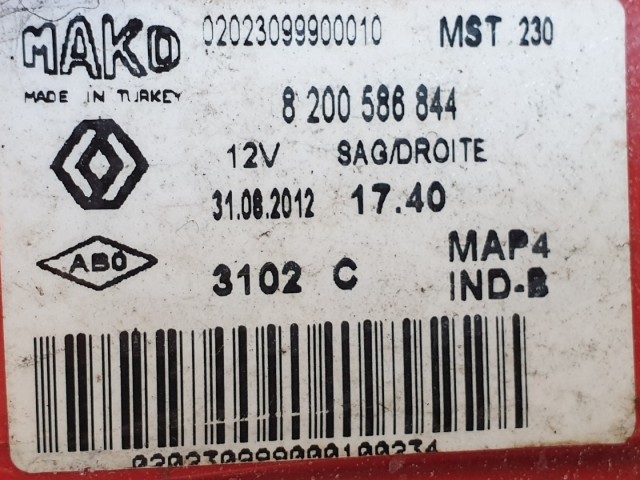 MAKO 02023099900010 MST 230
MADE IN TURKEY
8 200 586 844
12V SAG/DROITE
31.08.2012 17.40
ABO
3102 C MAP4
IND-B
020230999000100234